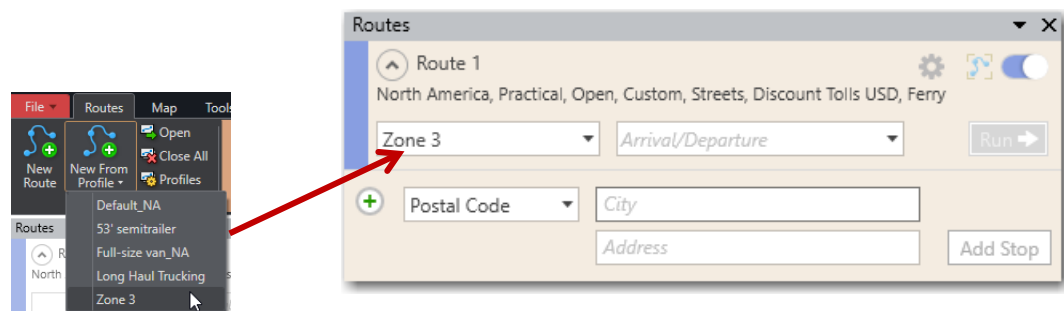 File Routes Map Tools
New Route
New From Profile
Open
Close All
Profiles
Default_NA
53' semitrailer
Full-size van_NA
Long Haul Trucking
Zone 3
Routes
North
Routes
Route 1
North America, Practical, Open, Custom, Streets, Discount Tolls USD, Ferry
Zone 3 Arrival/Departure Run
Postal Code City
Address Add Stop